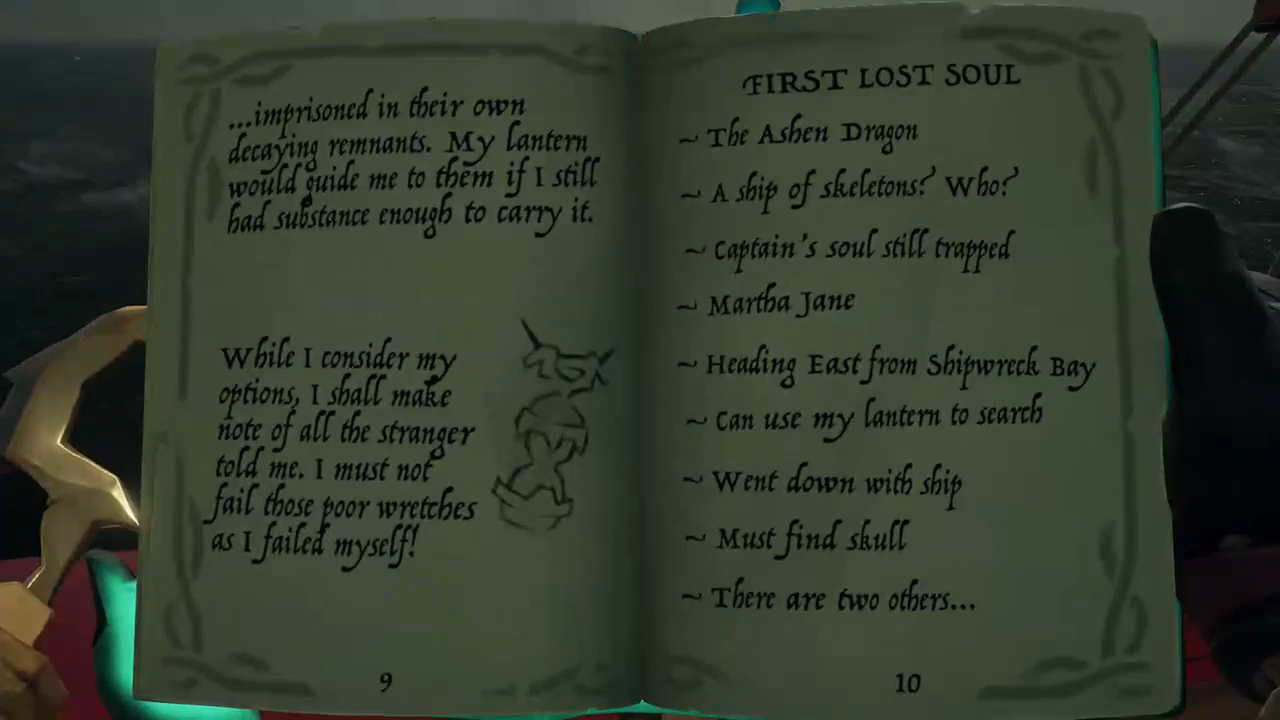 ...imprisoned in their own
decaying remnants. My lantern
would guide me to them if I still
had substance enough to carry it.
While I consider my
options, I shall make
note of all the stranger
told me. I must not
fail those poor wretches
as I failed myself!
9
FIRST LOST SOUL
~ The Ashen Dragon
~ A ship of skeletons? Who?
~ Captain's soul still trapped
~ Martha Jane
~ Heading East from Shipwreck Bay
~ Can use my lantern to search
~ Went down with ship
~ Must find skull
~ There are two others...
10